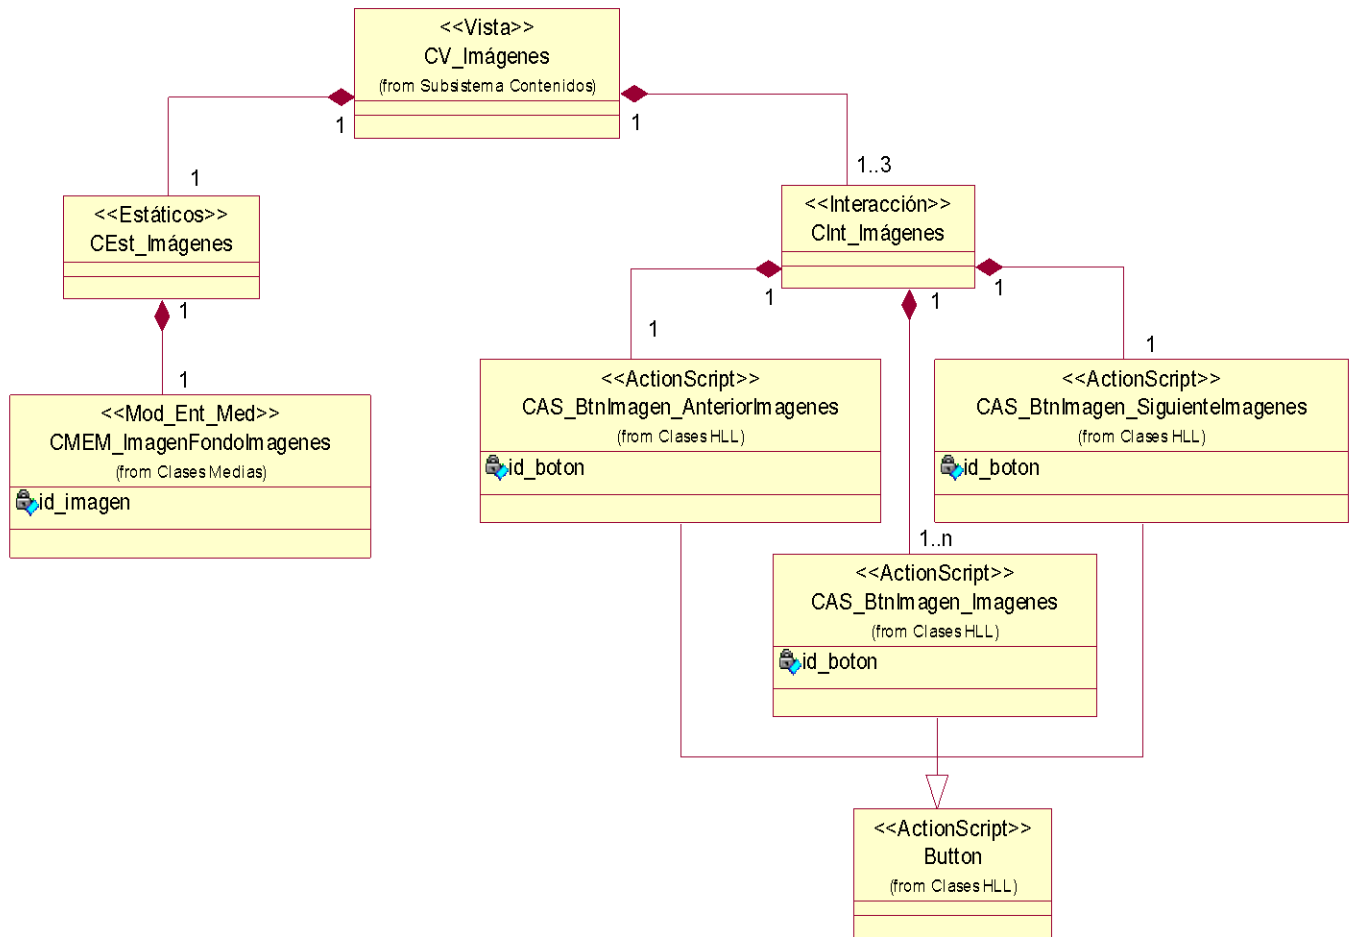 <<Vista>>
CV_Imágenes
(from Subsistema Contenidos)
1
1
1
1..3
<<Estáticos>>
CEst_Imágenes
1
1
<<Mod_Ent_Med>>
CMEM_ImagenFondoImagenes
(from Clases Medias)
id_imagen
<<Interacción>>
CInt_Imágenes
1
1
1
1
1
1..n
<<ActionScript>>
CAS_BtnImagen_AnteriorImagenes
(from Clases HLL)
id_boton
<<ActionScript>>
CAS_BtnImagen_SiguienteImagenes
(from Clases HLL)
id_boton
<<ActionScript>>
CAS_BtnImagen_Imagenes
(from Clases HLL)
id_boton
<<ActionScript>>
Button
(from Clases HLL)